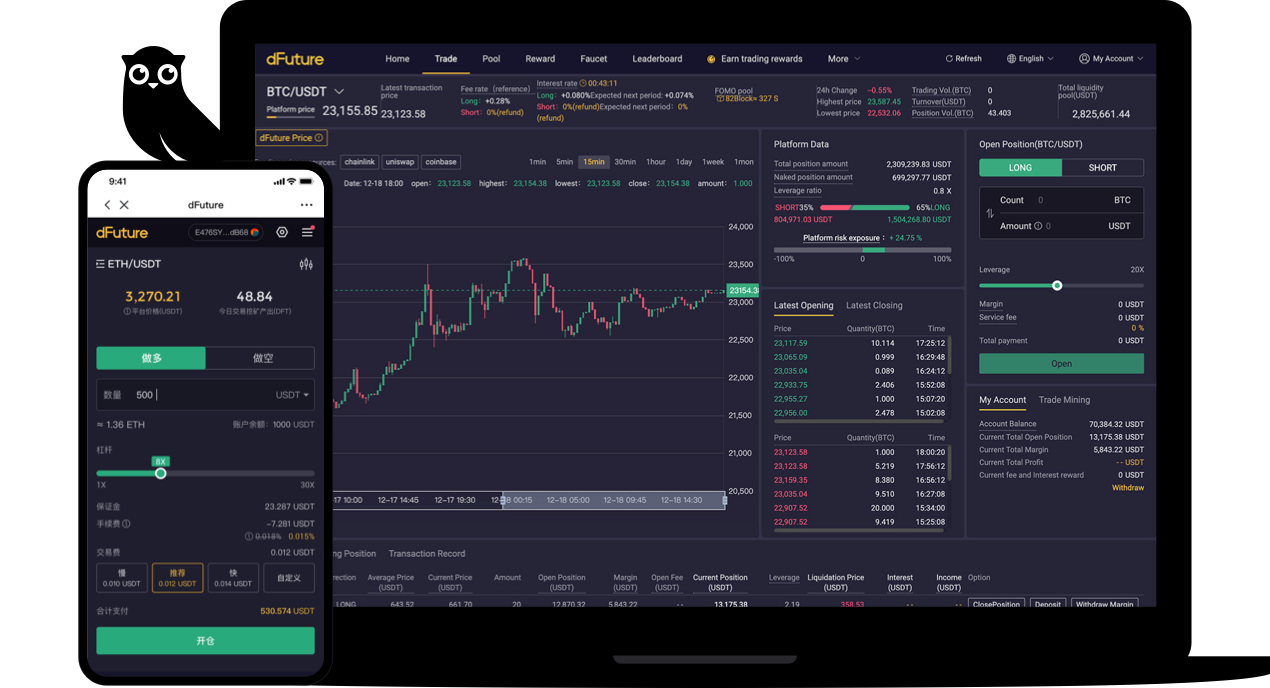 dFuture
Home Trade Pool Reward Faucet Leaderboard Earn trading rewards More Refresh English My Account
BTC/USDT
Platform price 23,155.85
Latest transaction price
23,123.58
Fee rate (reference)
Long: +0.28%
Short: 0%(refund)
Interest rate 00:43:11
Long: +0.080%Expected next period: +0.074%
Short: 0%(refund)Expected next period: 0%
(refund)
FOMO pool
82Block≈ 327 S
24h Change -0.55%
Highest price 23,587.45
Lowest price 22,532.06
Trading Vol.(BTC) 0
Turnover(USDT) 0
Position Vol.(BTC) 43.403
Total liquidity pool(USDT)
2,825,661.44
dFuture Price
chainlink uniswap coinbase
1min 5min 15min 30min 1hour 1day 1week 1mon
Date: 12-18 18:00 open: 23,123.58 highest: 23,154.38 lowest: 23,123.58 close: 23,154.38 amount: 1.000
24,000
23,500
23154.3
23,000
22,500
22,000
21,500
21,000
20,500
17 10:00 12-17 14:45 12-17 19:30 12-18 00:15 12-18 05:00 12-18 09:45 12-18 14:30
Platform Data
Total position amount 2,309,239.83 USDT
Naked position amount 699,297.77 USDT
Leverage ratio 0.8 X
SHORT35% 65%LONG
804,971.03 USDT 1,504,268.80 USDT
Platform risk exposure : + 24.75 %
-100% 0 100%
Latest Opening Latest Closing
Price Quantity(BTC) Time
23,117.59 10.114 17:25:12
23,065.09 0.999 16:29:48
23,035.04 0.089 16:24:12
22,933.75 2.406 15:52:08
22,955.27 1.000 15:07:20
22,956.00 2.478 15:02:08
Price Quantity(BTC) Time
23,123.58 1.000 18:00:20
23,123.58 5.219 17:56:12
23,159.35 8.380 16:56:12
23,035.04 9.510 16:27:08
22,907.52 20.000 15:34:00
22,907.52 9.419 15:25:08
Open Position(BTC/USDT)
LONG SHORT
Count 0 BTC
Amount 0 USDT
Leverage 20X
Margin 0 USDT
Service fee 0 USDT
0 %
Total payment 0 USDT
Open
My Account Trade Mining
Account Balance 70,384.32 USDT
Current Total Open Position 13,175.38 USDT
Current Total Margin 5,843.22 USDT
Current Total Profit -- USDT
Current fee and Interest reward 0 USDT
Withdraw
Position Transaction Record
Average Price (USDT) Current Price (USDT) Amount Open Position (USDT) Margin (USDT) Open Fee (USDT) Current Position (USDT) Leverage Liquidation Price (USDT) Interest (USDT) Income (USDT) Option
LONG 643.52 661.70 20 12,870.32 5,843.22 -- 13,175.38 2.19 358.53 -- -- ClosePosition Deposit Withdraw Margin
9:41
dFuture
dFuture E476SY...dB68
ETH/USDT
3,270.21 48.84
平台价格(USDT) 今日交易挖矿产出(DFT)
做多 做空
数量 500 USDT
≈ 1.36 ETH 账户余额: 1000 USDT
杠杆
8X
1X 30X
保证金 23.287 USDT
手续费 ~7.281 USDT
0.018% 0.015%
交易费 0.012 USDT
慢 推荐 快 自定义
0.010 USDT 0.012 USDT 0.014 USDT
合计支付 530.574 USDT
开仓